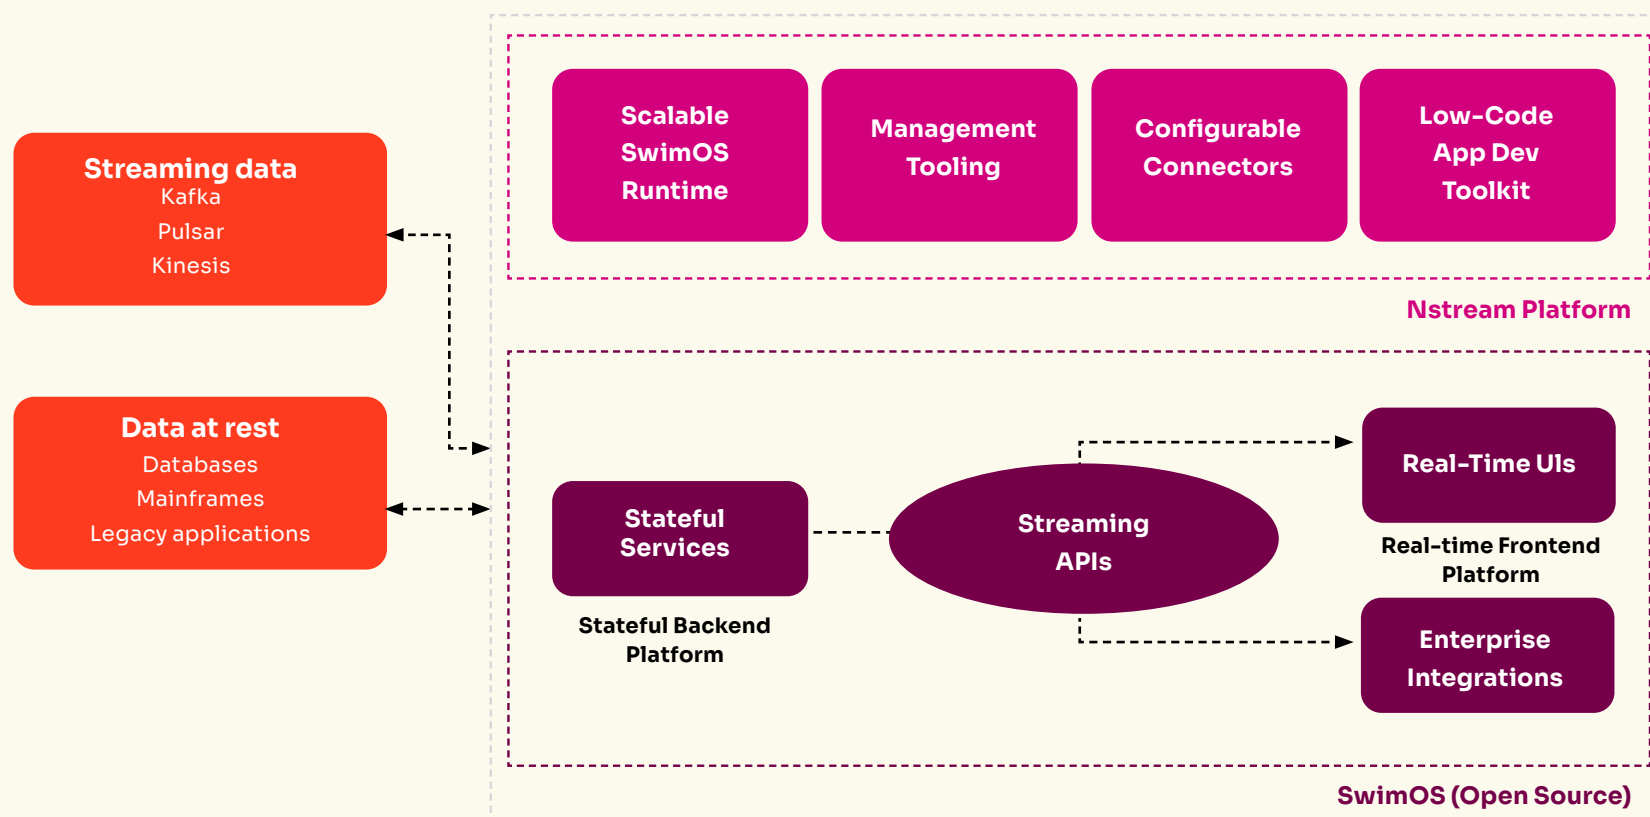 Streaming data
Kafka
Pulsar
Kinesis
Data at rest
Databases
Mainframes
Legacy applications
Scalable
SwimOS
Runtime
Management
Tooling
Configurable
Connectors
Low-Code
App Dev
Toolkit
Nstream Platform
Stateful
Services
Stateful Backend
Platform
Streaming
APIs
Real-Time UIs
Real-time Frontend
Platform
Enterprise
Integrations
SwimOS (Open Source)